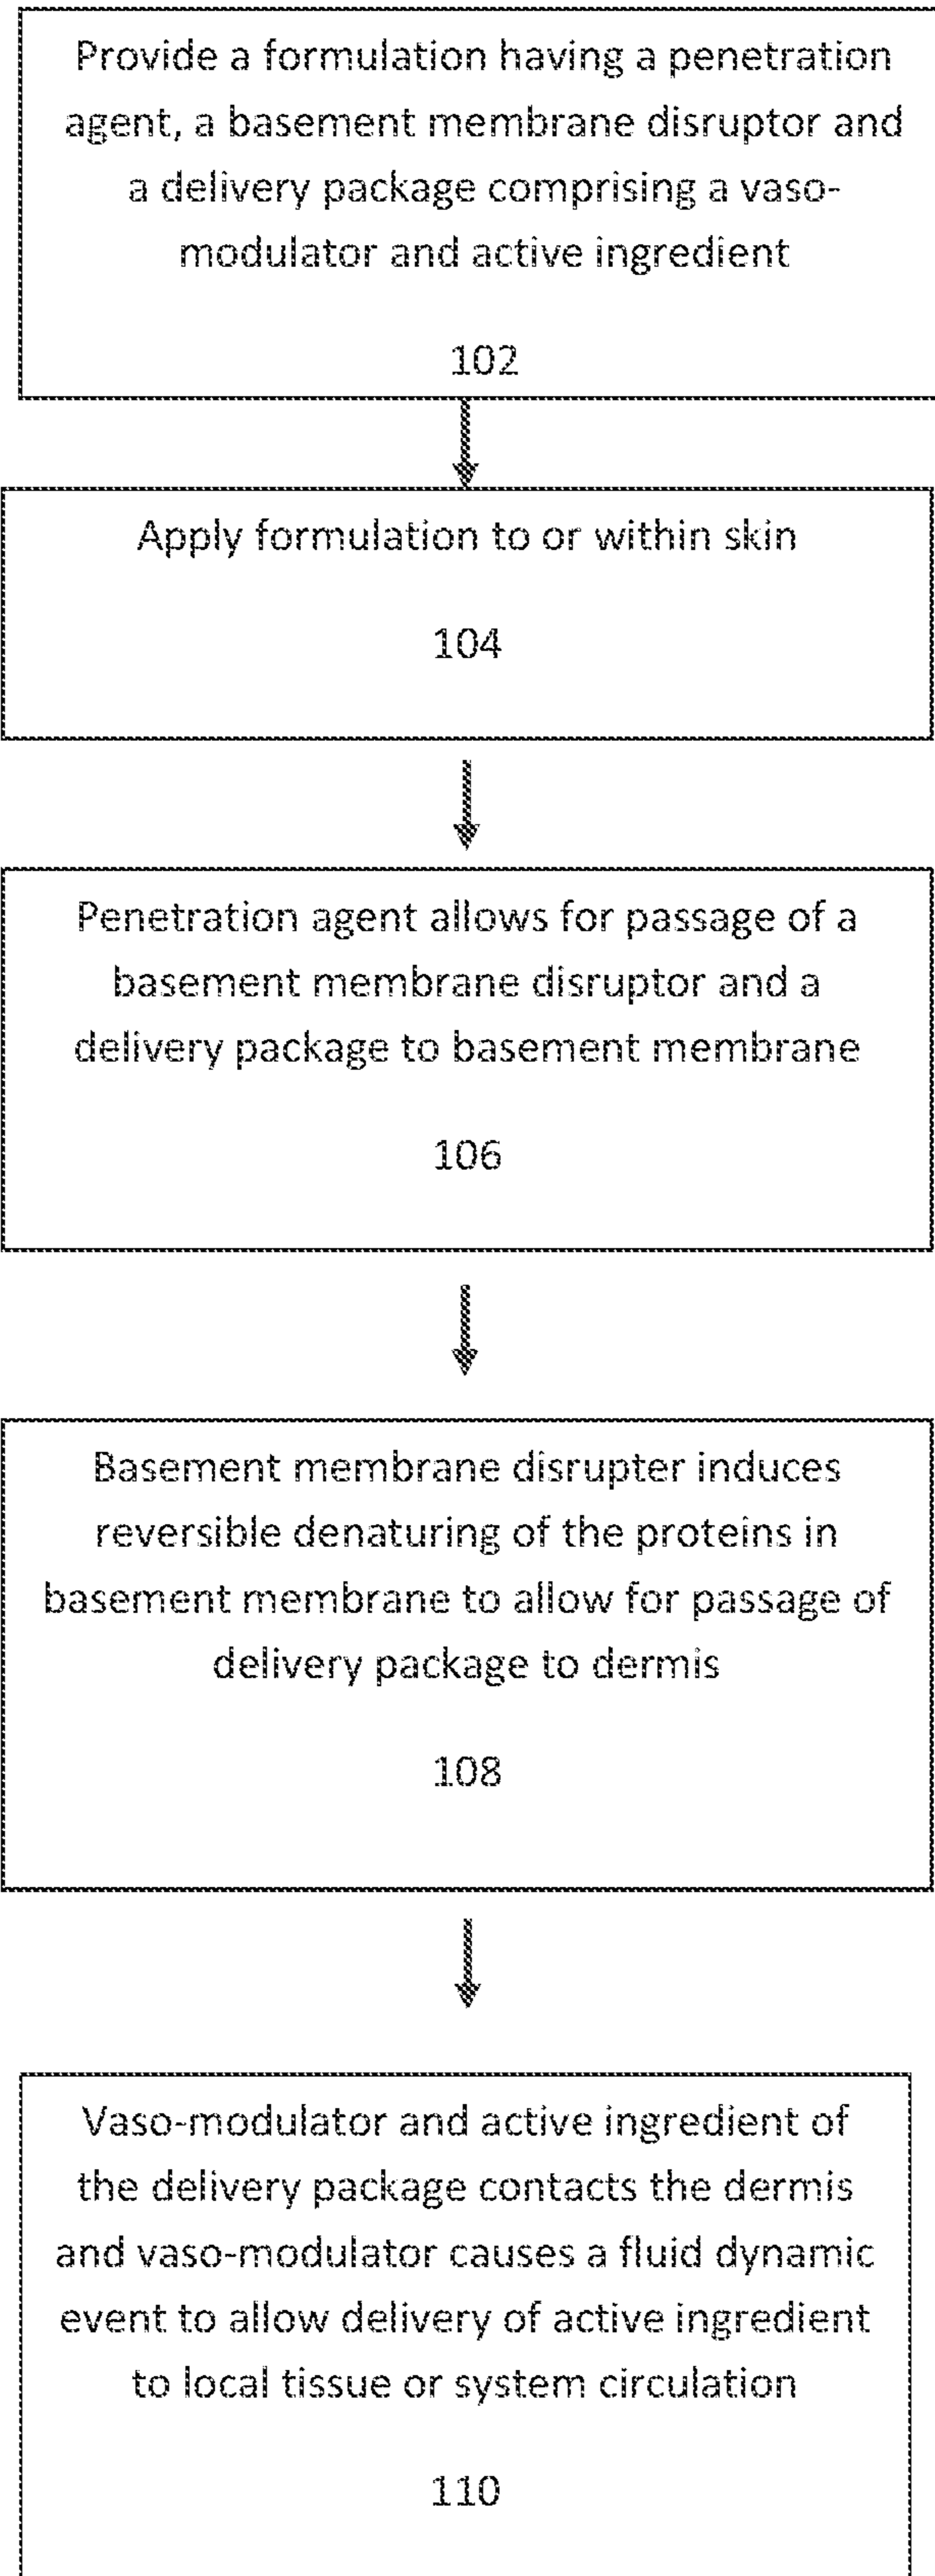 Provide a formulation having a penetration
agent, a basement membrane disruptor and
a delivery package comprising a vaso-
modulator and active ingredient
102
Apply formulation to or within skin
104
Penetration agent allows for passage of a
basement membrane disruptor and a
delivery package to basement membrane
106
Basement membrane disrupter induces
reversible denaturing of the proteins in
basement membrane to allow for passage of
delivery package to dermis
108
Vaso-modulator and active ingredient of
the delivery package contacts the dermis
and vaso-modulator causes a fluid dynamic
event to allow delivery of active ingredient
to local tissue or system circulation
110